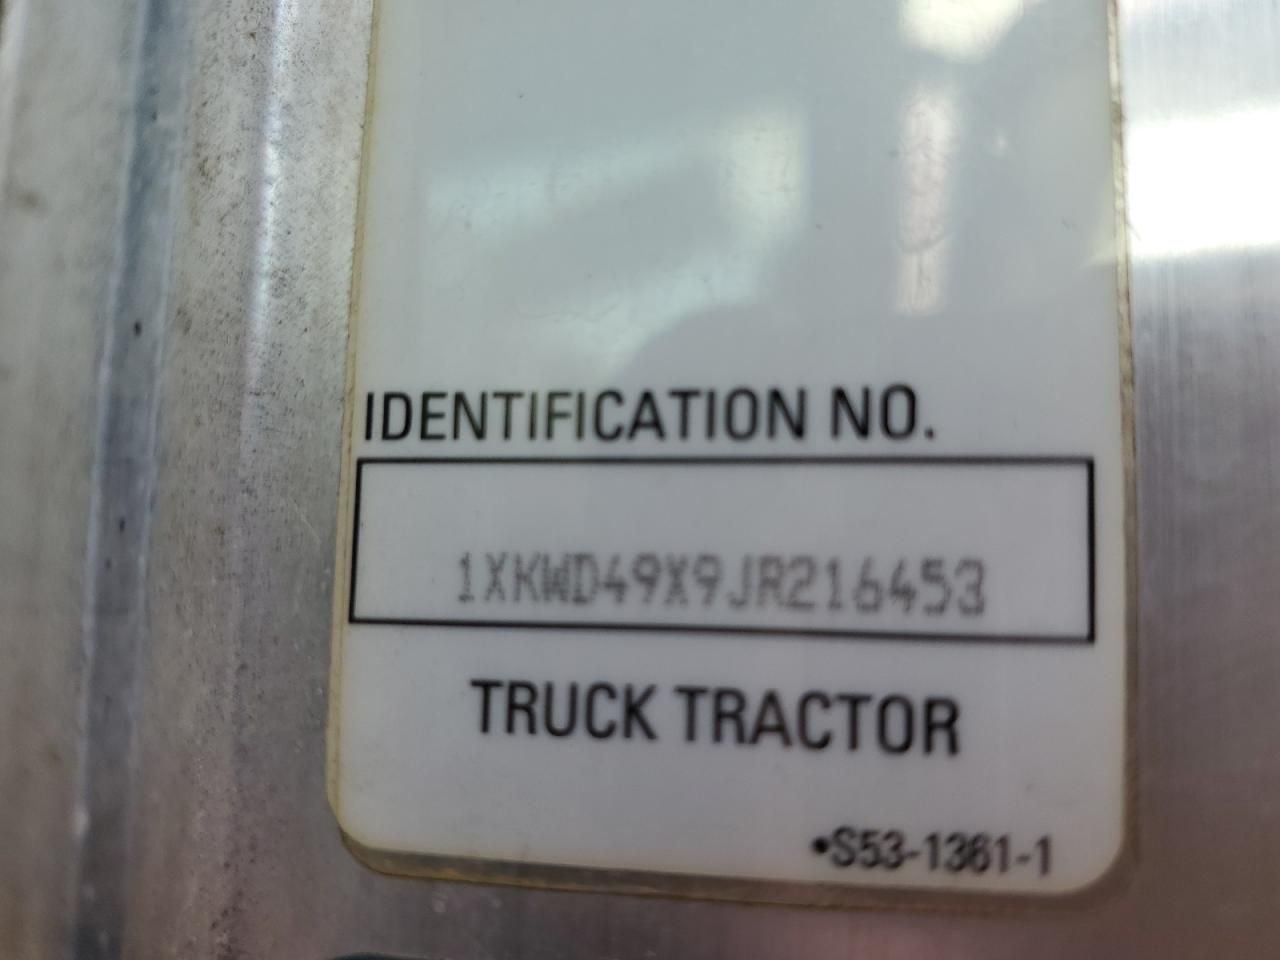 IDENTIFICATION NO.
1XKWD49X9JR216453
TRUCK TRACTOR
•S53-1361-1